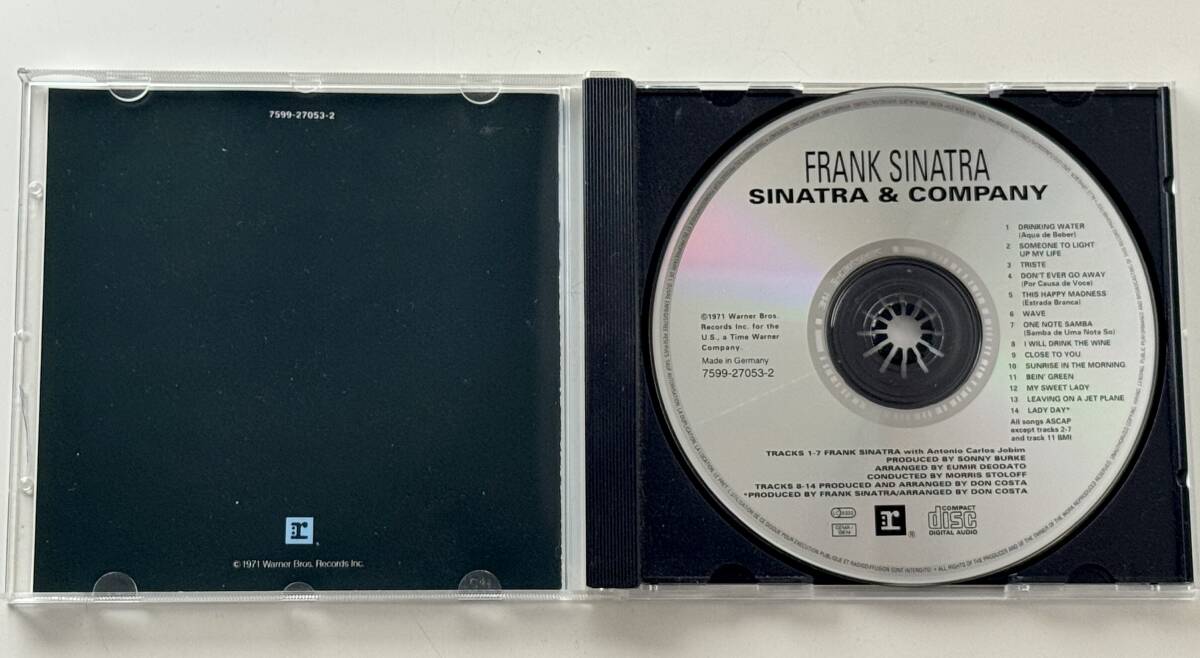 7599-27053-2
r
© 1971 Warner Bros. Records Inc.
FRANK SINATRA
SINATRA & COMPANY
1 DRINKING WATER
(Aqua de Beber)
2 SOMEONE TO LIGHT
UP MY LIFE
3 TRISTE
4 DON'T EVER GO AWAY
(Por Causa de Voce)
5 THIS HAPPY MADNESS
(Estrada Branca)
6 WAVE
7 ONE NOTE SAMBA
(Samba de Uma Nota So)
8 I WILL DRINK THE WINE
9 CLOSE TO YOU
10 SUNRISE IN THE MORNING
11 BEIN' GREEN
12 MY SWEET LADY
13 LEAVING ON A JET PLANE
14 LADY DAY*
All songs ASCAP
except tracks 2-7
and track 11 BMI
©1971 Warner Bros.
Records Inc. for the
U.S., a Time Warner
Company.
Made in Germany
7599-27053-2
TRACKS 1-7 FRANK SINATRA with Antonio Carlos Jobim
PRODUCED BY SONNY BURKE
ARRANGED BY EUMIR DEODATO
CONDUCTED BY MORRIS STOLOFF
TRACKS 8-14 PRODUCED AND ARRANGED BY DON COSTA
*PRODUCED BY FRANK SINATRA/ARRANGED BY DON COSTA
r ®
COMPACT
disc
DIGITAL AUDIO